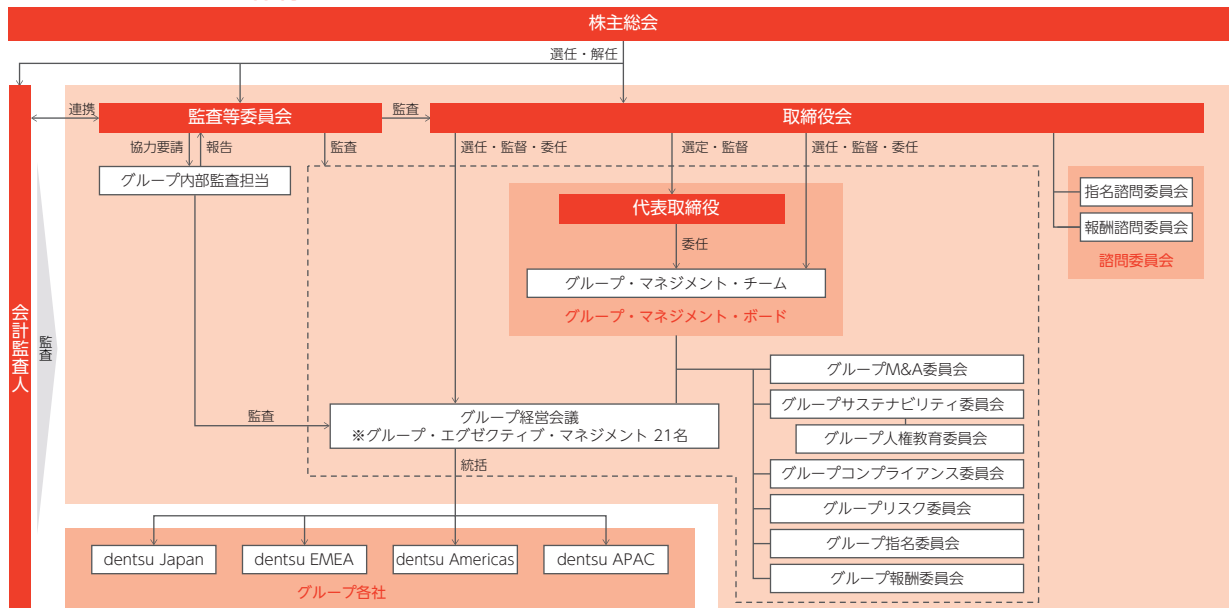 株主総会
選任・解任
連携
監査等委員会
監査
取締役会
協力要請
報告
監査
選任・監督・委任
選定・監督
選任・監督・委任
グループ内部監査担当
代表取締役
指名諮問委員会
報酬諮問委員会
諮問委員会
委任
グループ・マネジメント・チーム
グループ・マネジメント・ボード
会計監査人
監査
グループM&A委員会
グループサステナビリティ委員会
グループ人権教育委員会
グループコンプライアンス委員会
グループリスク委員会
グループ指名委員会
グループ報酬委員会
監査
グループ経営会議
※グループ・エグゼクティブ・マネジメント 21名
統括
dentsu Japan
dentsu EMEA
dentsu Americas
dentsu APAC
グループ各社